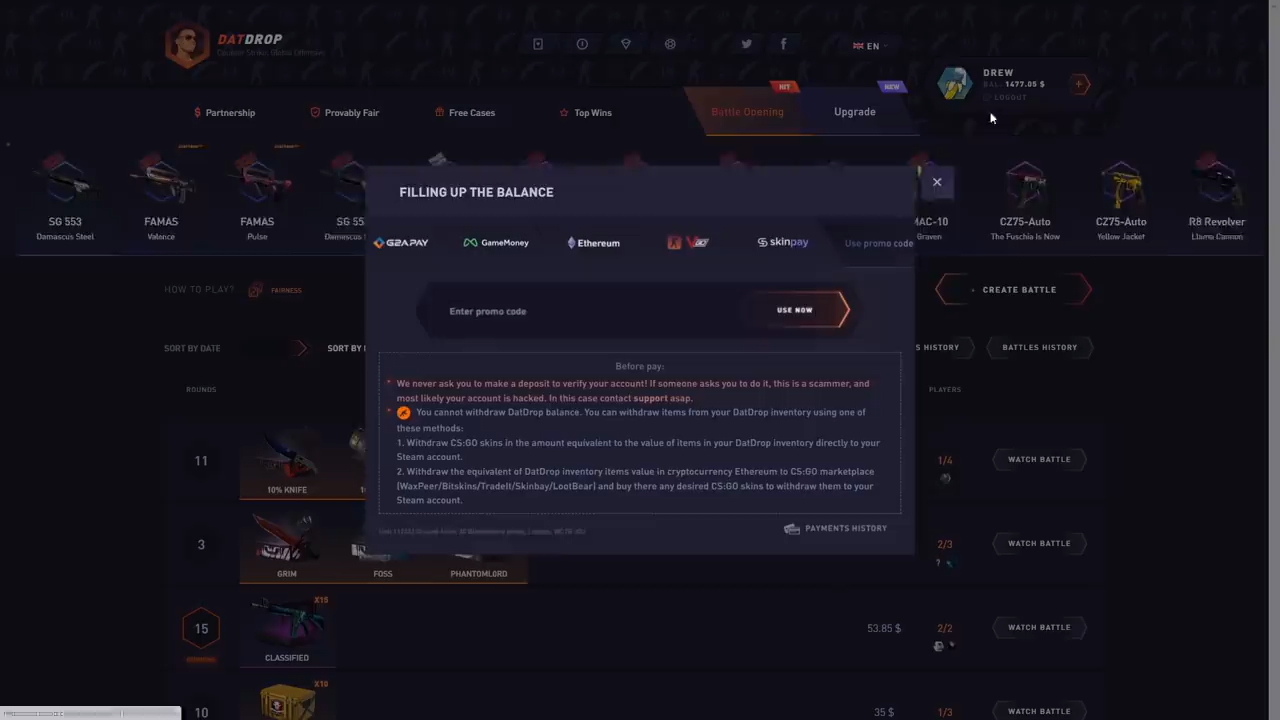 DATDROP
Counter Strike: Global Offensive
EN
DREW
BAL: 1477.05 $
LOGOUT
HIT
NEW
Partnership
Provably Fair
Free Cases
Top Wins
Battle Opening
Upgrade
SG 553
Damascus Steel
FAMAS
Valence
FAMAS
Pulse
SG 55
Damascus
MAC-10
Graven
CZ75-Auto
The Fuschia Is Now
CZ75-Auto
Yellow Jacket
R8 Revolver
Llama Cannon
FILLING UP THE BALANCE
G2A PAY
GameMoney
Ethereum
skinpay
Use promo code
Enter promo code
USE NOW
HOW TO PLAY?
FAIRNESS
CREATE BATTLE
SORT BY DATE
SORT BY
S HISTORY
BATTLES HISTORY
ROUNDS
PLAYERS
Before pay:
* We never ask you to make a deposit to verify your account! If someone asks you to do it, this is a scammer, and
most likely your account is hacked. In this case contact support asap.
* You cannot withdraw DatDrop balance. You can withdraw items from your DatDrop inventory using one of
these methods:
1. Withdraw CS:GO skins in the amount equivalent to the value of items in your DatDrop inventory directly to your
Steam account.
2. Withdraw the equivalent of DatDrop inventory items value in cryptocurrency Ethereum to CS:GO marketplace
(WaxPeer/Bitskins/TradeIt/Skinbay/LootBear) and buy there any desired CS:GO skins to withdraw them to your
Steam account.
PAYMENTS HISTORY
11
10% KNIFE
1/4
WATCH BATTLE
3
GRIM
FOSS
PHANTOML0RD
2/3
?
WATCH BATTLE
15
X15
CLASSIFIED
53.85 $
2/2
WATCH BATTLE
10
X10
35 $
1/3
WATCH BATTLE